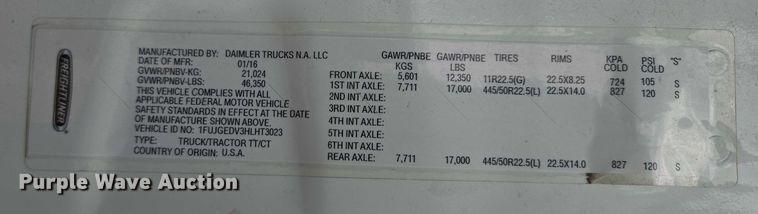 FREIGHTLINER
MANUFACTURED BY: DAIMLER TRUCKS N.A. LLC
DATE OF MFR: 01/16
GVWR/PNBV-KG: 21,024
GVWR/PNBV-LBS: 46,350
THIS VEHICLE COMPLIES WITH ALL
APPLICABLE FEDERAL MOTOR VEHICLE
SAFETY STANDARDS IN EFFECT AT THE DATE
OF MANUFACTURE SHOWN ABOVE.
VEHICLE ID NO: 1FUJGEDV3HLHT3023
TYPE: TRUCK/TRACTOR TT/CT
COUNTRY OF ORIGIN: U.S.A.
GAWR/PNBE KGS GAWR/PNBE LBS TIRES RIMS KPA COLD PSI COLD "S"
FRONT AXLE: 5,601 12,350 11R22.5(G) 22.5X8.25 724 105 S
1ST INT AXLE: 7,711 17,000 445/50R22.5(L) 22.5X14.0 827 120 S
2ND INT AXLE:
3RD INT AXLE:
4TH INT AXLE:
5TH INT AXLE:
6TH INT AXLE:
REAR AXLE: 7,711 17,000 445/50R22.5(L) 22.5X14.0 827 120 S
Purple Wave Auction